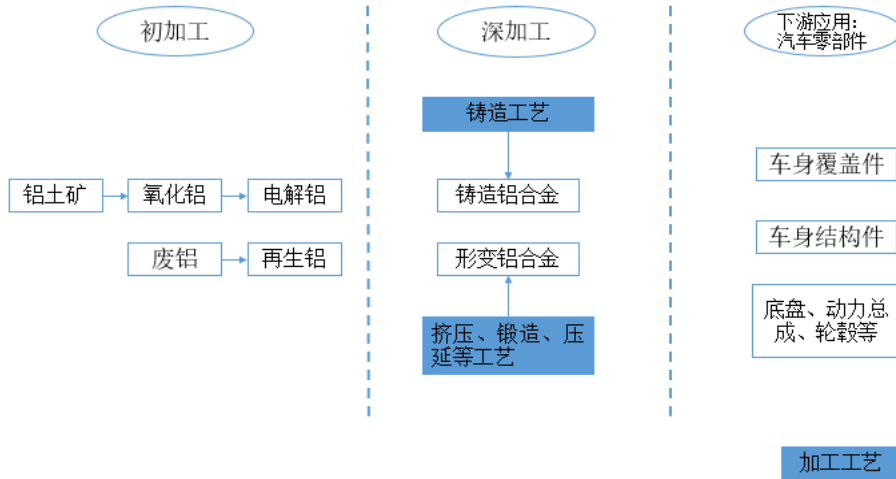 初加工
深加工
下游应用：
汽车零部件
铸造工艺
铝土矿
氧化铝
电解铝
铸造铝合金
车身覆盖件
废铝
再生铝
形变铝合金
车身结构件
挤压、锻造、压
延等工艺
底盘、动力总
成、轮毂等
加工工艺